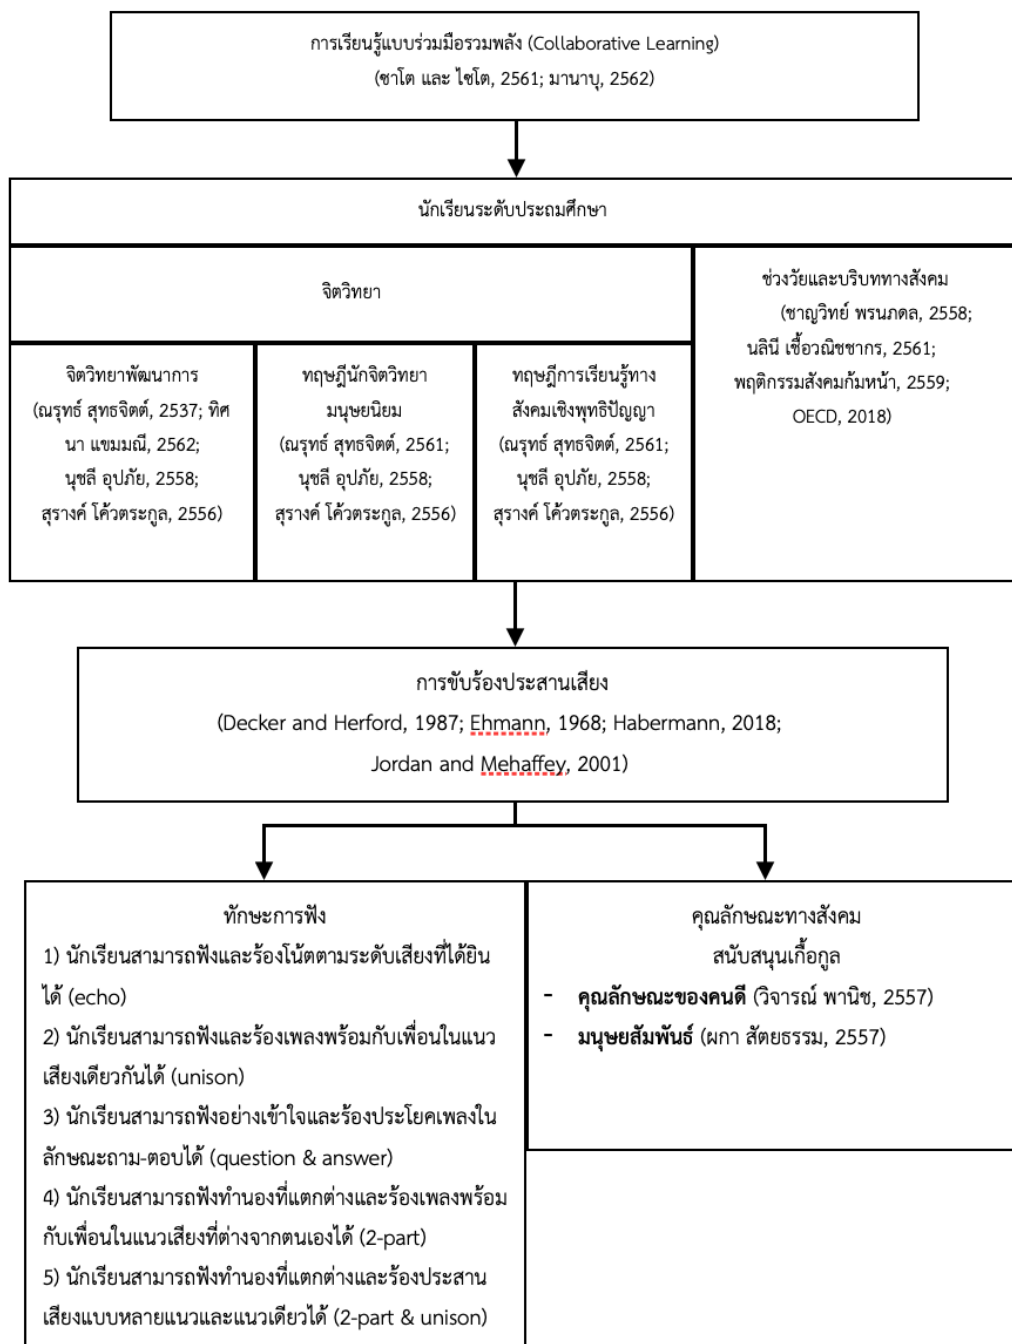 การเรียนรู้แบบร่วมมือรวมพลัง (Collaborative Learning)
(ซาโต และ ไซโต, 2561; มานาบุ, 2562)
นักเรียนระดับประถมศึกษา
จิตวิทยา
จิตวิทยาพัฒนาการ
(ณรุทธ์ สุทธจิตต์, 2537; ทิศ
นา แขมมณี, 2562;
นุชลี อุปภัย, 2558;
สุรางค์ โค้วตระกูล, 2556)
ทฤษฎีนักจิตวิทยา
มนุษยนิยม
(ณรุทธ์ สุทธจิตต์, 2561;
นุชลี อุปภัย, 2558;
สุรางค์ โค้วตระกูล, 2556)
ทฤษฎีการเรียนรู้ทาง
สังคมเชิงพุทธิปัญญา
(ณรุทธ์ สุทธจิตต์, 2561;
นุชลี อุปภัย, 2558;
สุรางค์ โค้วตระกูล, 2556)
ช่วงวัยและบริบททางสังคม
(ชาญวิทย์ พรนภดล, 2558;
นลินี เชื้อวณิชชากร, 2561;
พฤติกรรมสังคมก้มหน้า, 2559;
OECD, 2018)
การขับร้องประสานเสียง
(Decker and Herford, 1987; Ehmann, 1968; Habermann, 2018;
Jordan and Mehaffey, 2001)
ทักษะการฟัง
1) นักเรียนสามารถฟังและร้องโน้ตตามระดับเสียงที่ได้ยิน
ได้ (echo)
2) นักเรียนสามารถฟังและร้องเพลงพร้อมกับเพื่อนในแนว
เสียงเดียวกันได้ (unison)
3) นักเรียนสามารถฟังอย่างเข้าใจและร้องประโยคเพลงใน
ลักษณะถาม-ตอบได้ (question & answer)
4) นักเรียนสามารถฟังทำนองที่แตกต่างและร้องเพลงพร้อม
กับเพื่อนในแนวเสียงที่ต่างจากตนเองได้ (2-part)
5) นักเรียนสามารถฟังทำนองที่แตกต่างและร้องประสาน
เสียงแบบหลายแนวและแนวเดียวได้ (2-part & unison)
คุณลักษณะทางสังคม
สนับสนุนเกื้อกูล
- คุณลักษณะของคนดี (วิจารณ์ พานิช, 2557)
- มนุษยสัมพันธ์ (ผกา สัตยธรรม, 2557)